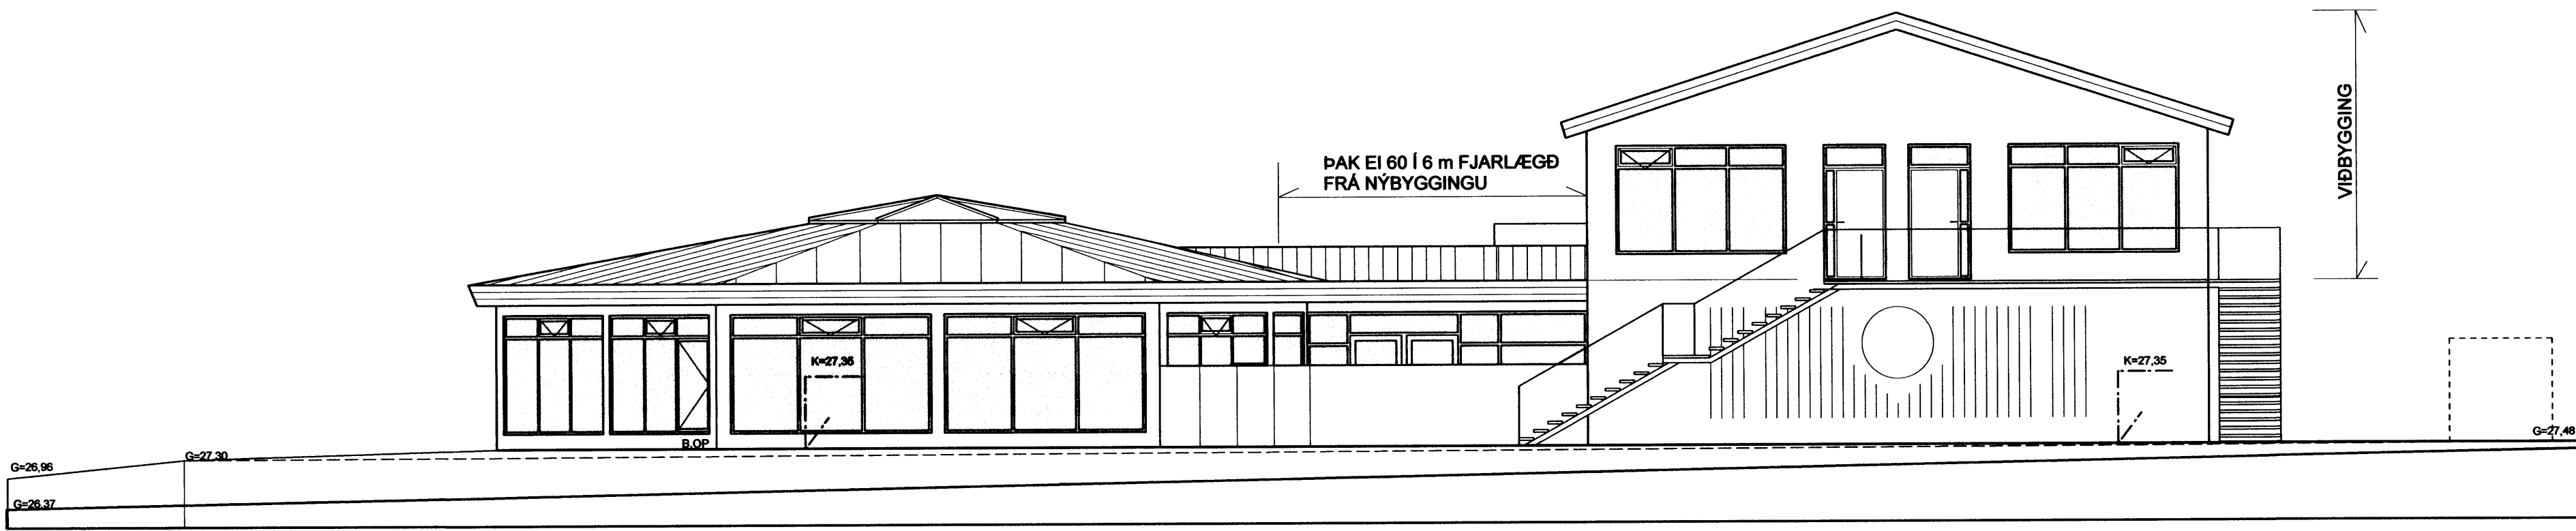 ÞAK EI 60 Í 6 m FJARLÆGÐ
FRÁ NÝBYGGINGU
VIÐBYGGING
K=27,35
K=27,35
B.OP
G=26,96
G=27,30
G=27,48
G=26,37